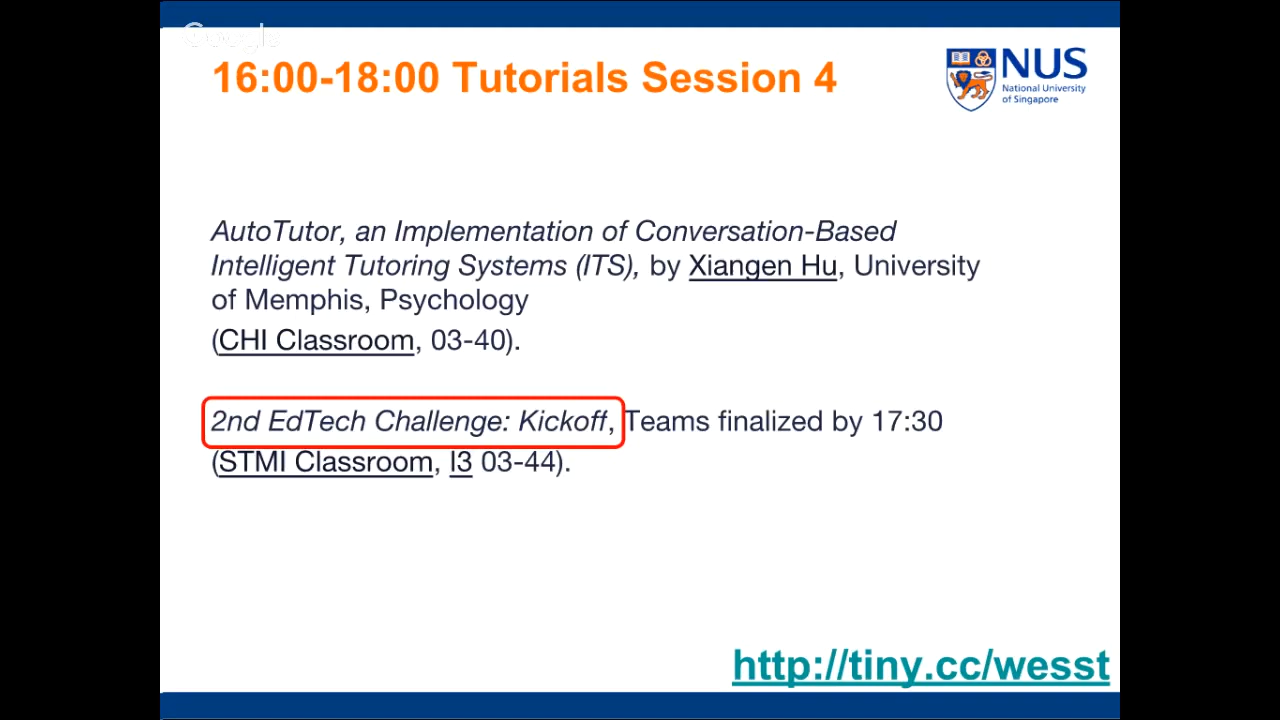 Google
16:00-18:00 Tutorials Session 4
NUS
National University
of Singapore
AutoTutor, an Implementation of Conversation-Based
Intelligent Tutoring Systems (ITS), by Xiangen Hu, University
of Memphis, Psychology
(CHI Classroom, 03-40).
2nd EdTech Challenge: Kickoff, Teams finalized by 17:30
(STMI Classroom, I3 03-44).
http://tiny.cc/wesst